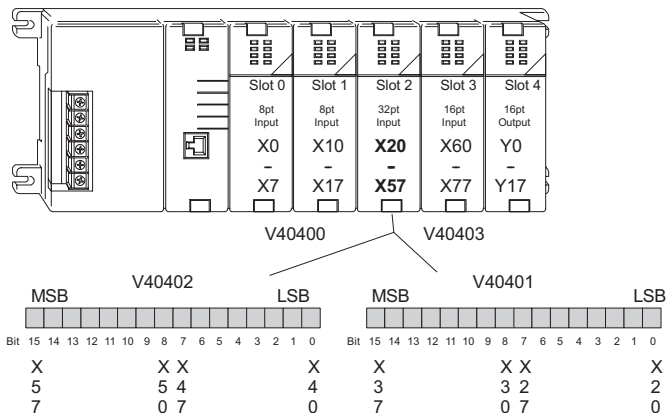 Slot 0 Slot 1 Slot 2 Slot 3 Slot 4
8pt 8pt 32pt 16pt 16pt
Input Input Input Input Output
X0 X10 X20 X60 Y0
- - - - -
X7 X17 X57 X77 Y17
V40400 V40403
V40402 V40401
MSB LSB MSB LSB
Bit 15 14 13 12 11 10 9 8 7 6 5 4 3 2 1 0 15 14 13 12 11 10 9 8 7 6 5 4 3 2 1 0
X X X X X X X X
5 5 4 4 3 3 2 2
7 0 7 0 7 0 7 0